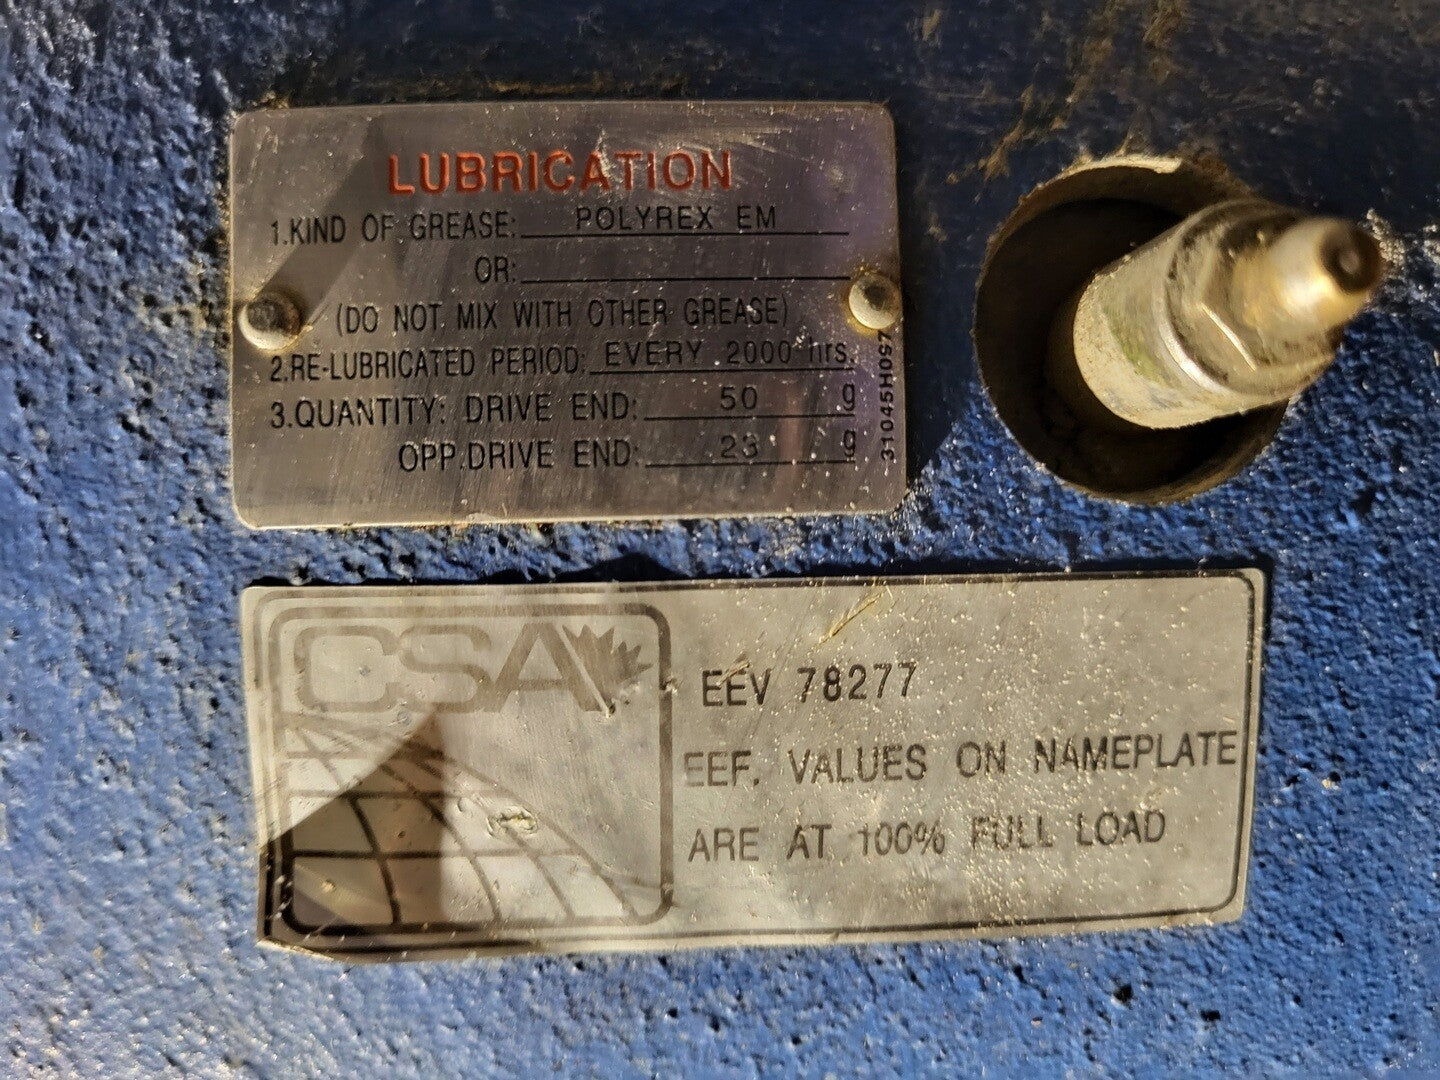 LUBRICATION
1.KIND OF GREASE: POLYREX EM
OR:
(DO NOT MIX WITH OTHER GREASE)
2.RE-LUBRICATED PERIOD: EVERY 2000 hrs.
3.QUANTITY: DRIVE END: 50 g
OPP.DRIVE END: 23 g
31045H097
CSA
EEV 78277
EEF. VALUES ON NAMEPLATE
ARE AT 100% FULL LOAD